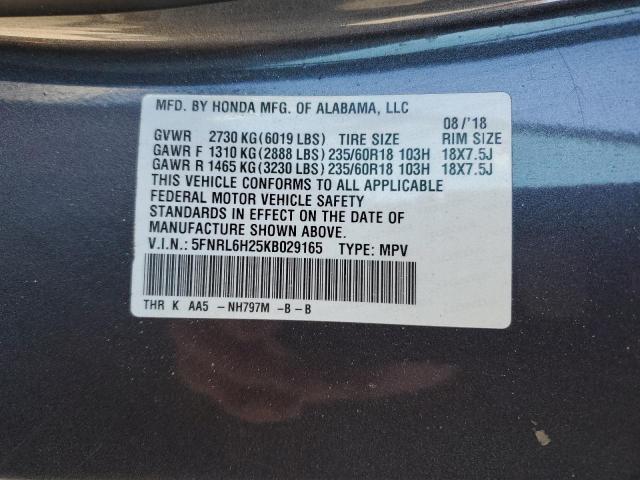 MFD. BY HONDA MFG. OF ALABAMA, LLC
08/'18
GVWR 2730 KG (6019 LBS) TIRE SIZE RIM SIZE
GAWR F 1310 KG (2888 LBS) 235/60R18 103H 18X7.5J
GAWR R 1465 KG (3230 LBS) 235/60R18 103H 18X7.5J
THIS VEHICLE CONFORMS TO ALL APPLICABLE
FEDERAL MOTOR VEHICLE SAFETY
STANDARDS IN EFFECT ON THE DATE OF
MANUFACTURE SHOWN ABOVE.
V.I.N.: 5FNRL6H25KB029165 TYPE: MPV
THR K AA5 -NH797M -B-B